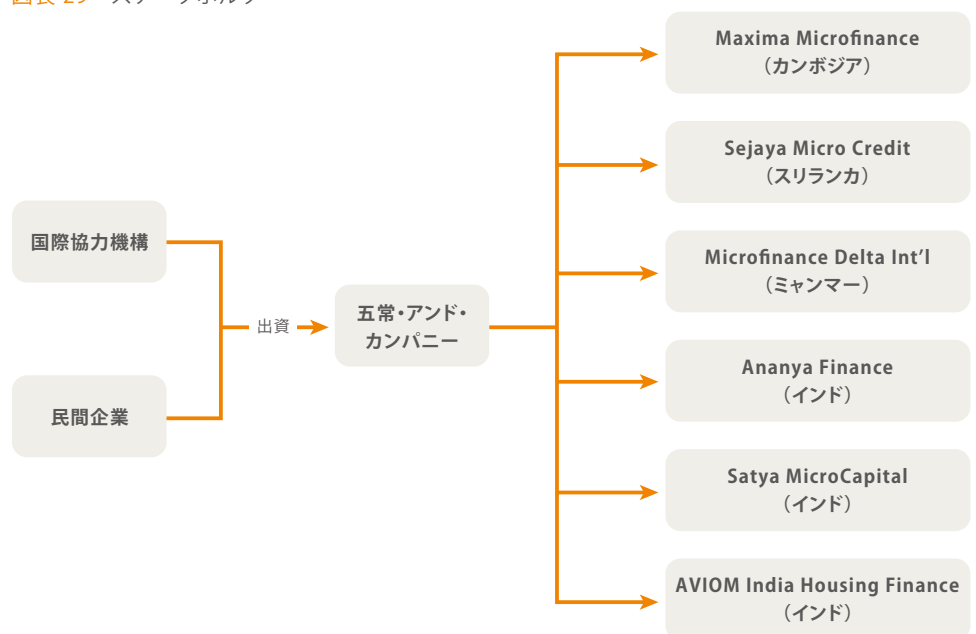 Maxima Microfinance
（カンボジア）
Sejaya Micro Credit
（スリランカ）
国際協力機構
Microfinance Delta Int’l
（ミャンマー）
出資
五常・アンド・
カンパニー
Ananya Finance
（インド）
民間企業
Satya MicroCapital
（インド）
AVIOM India Housing Finance
（インド）